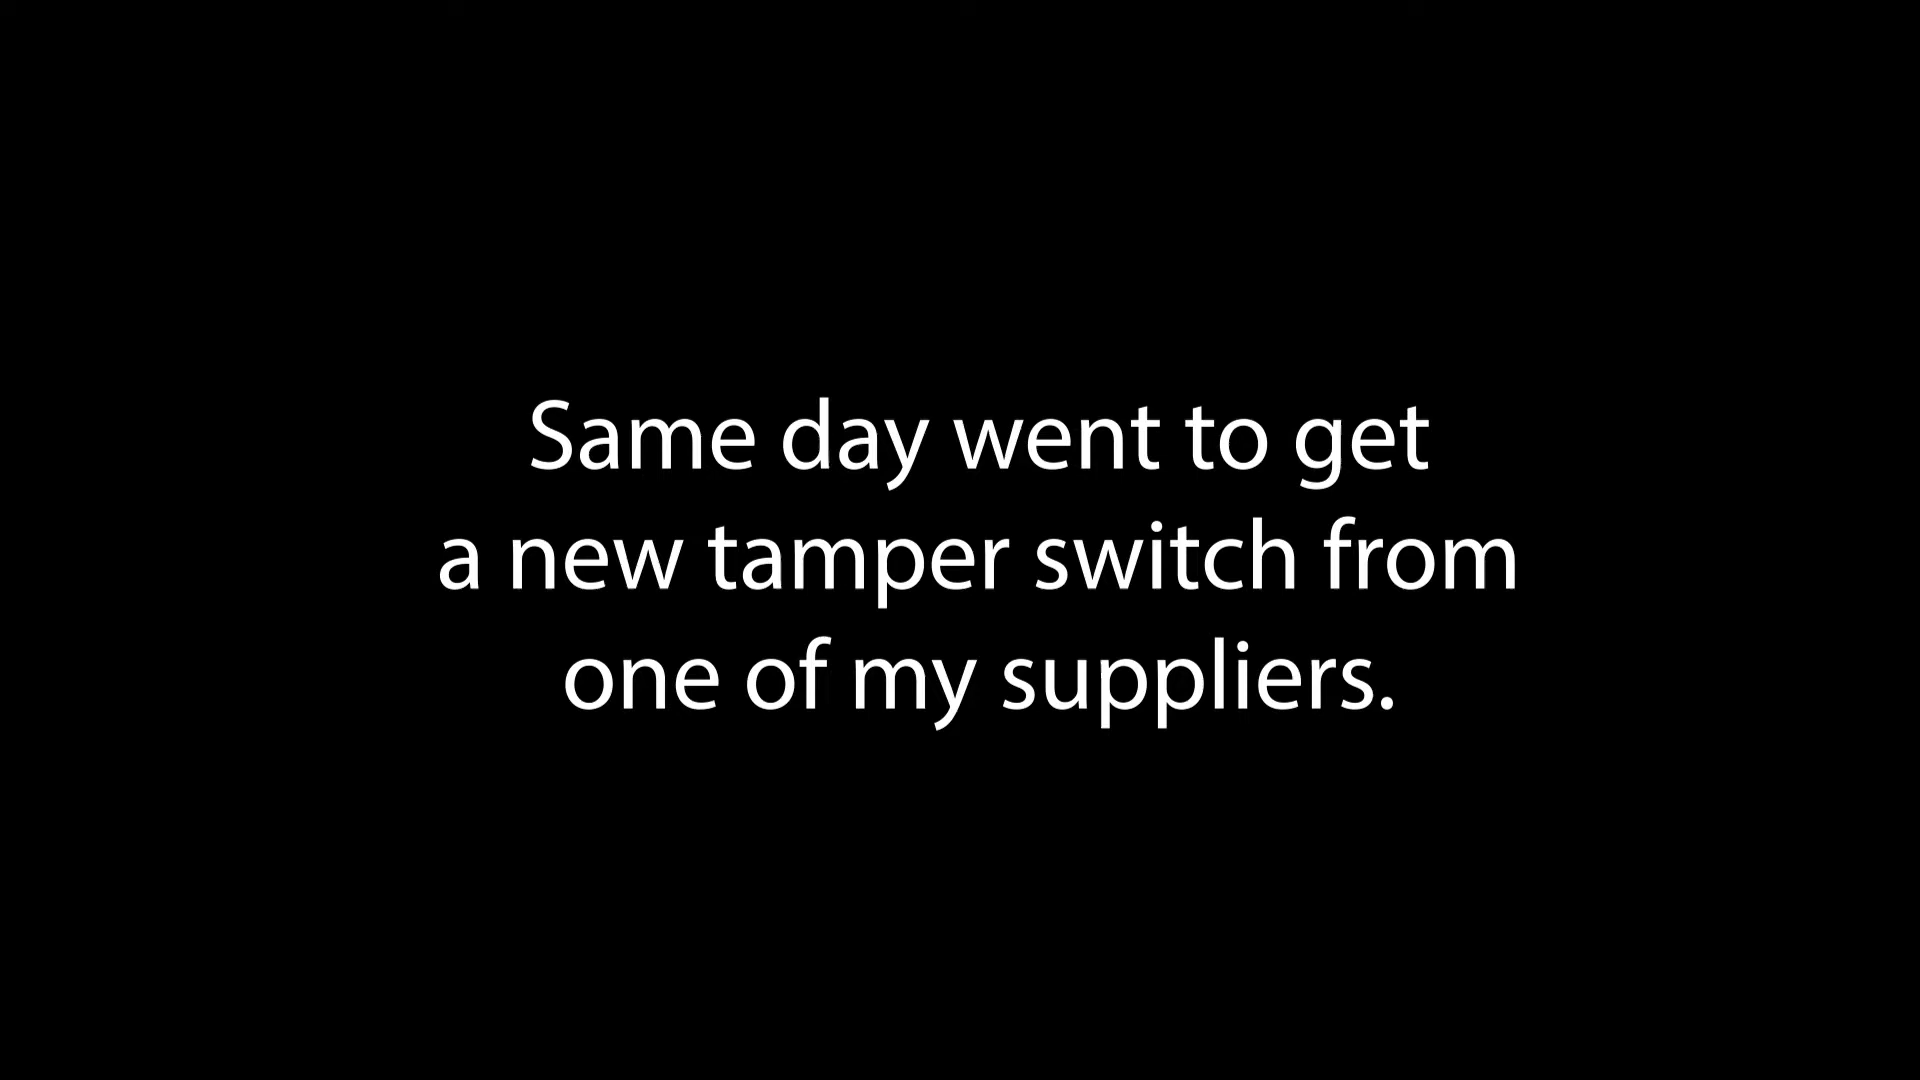 Same day went to get
a new tamper switch from
one of my suppliers.